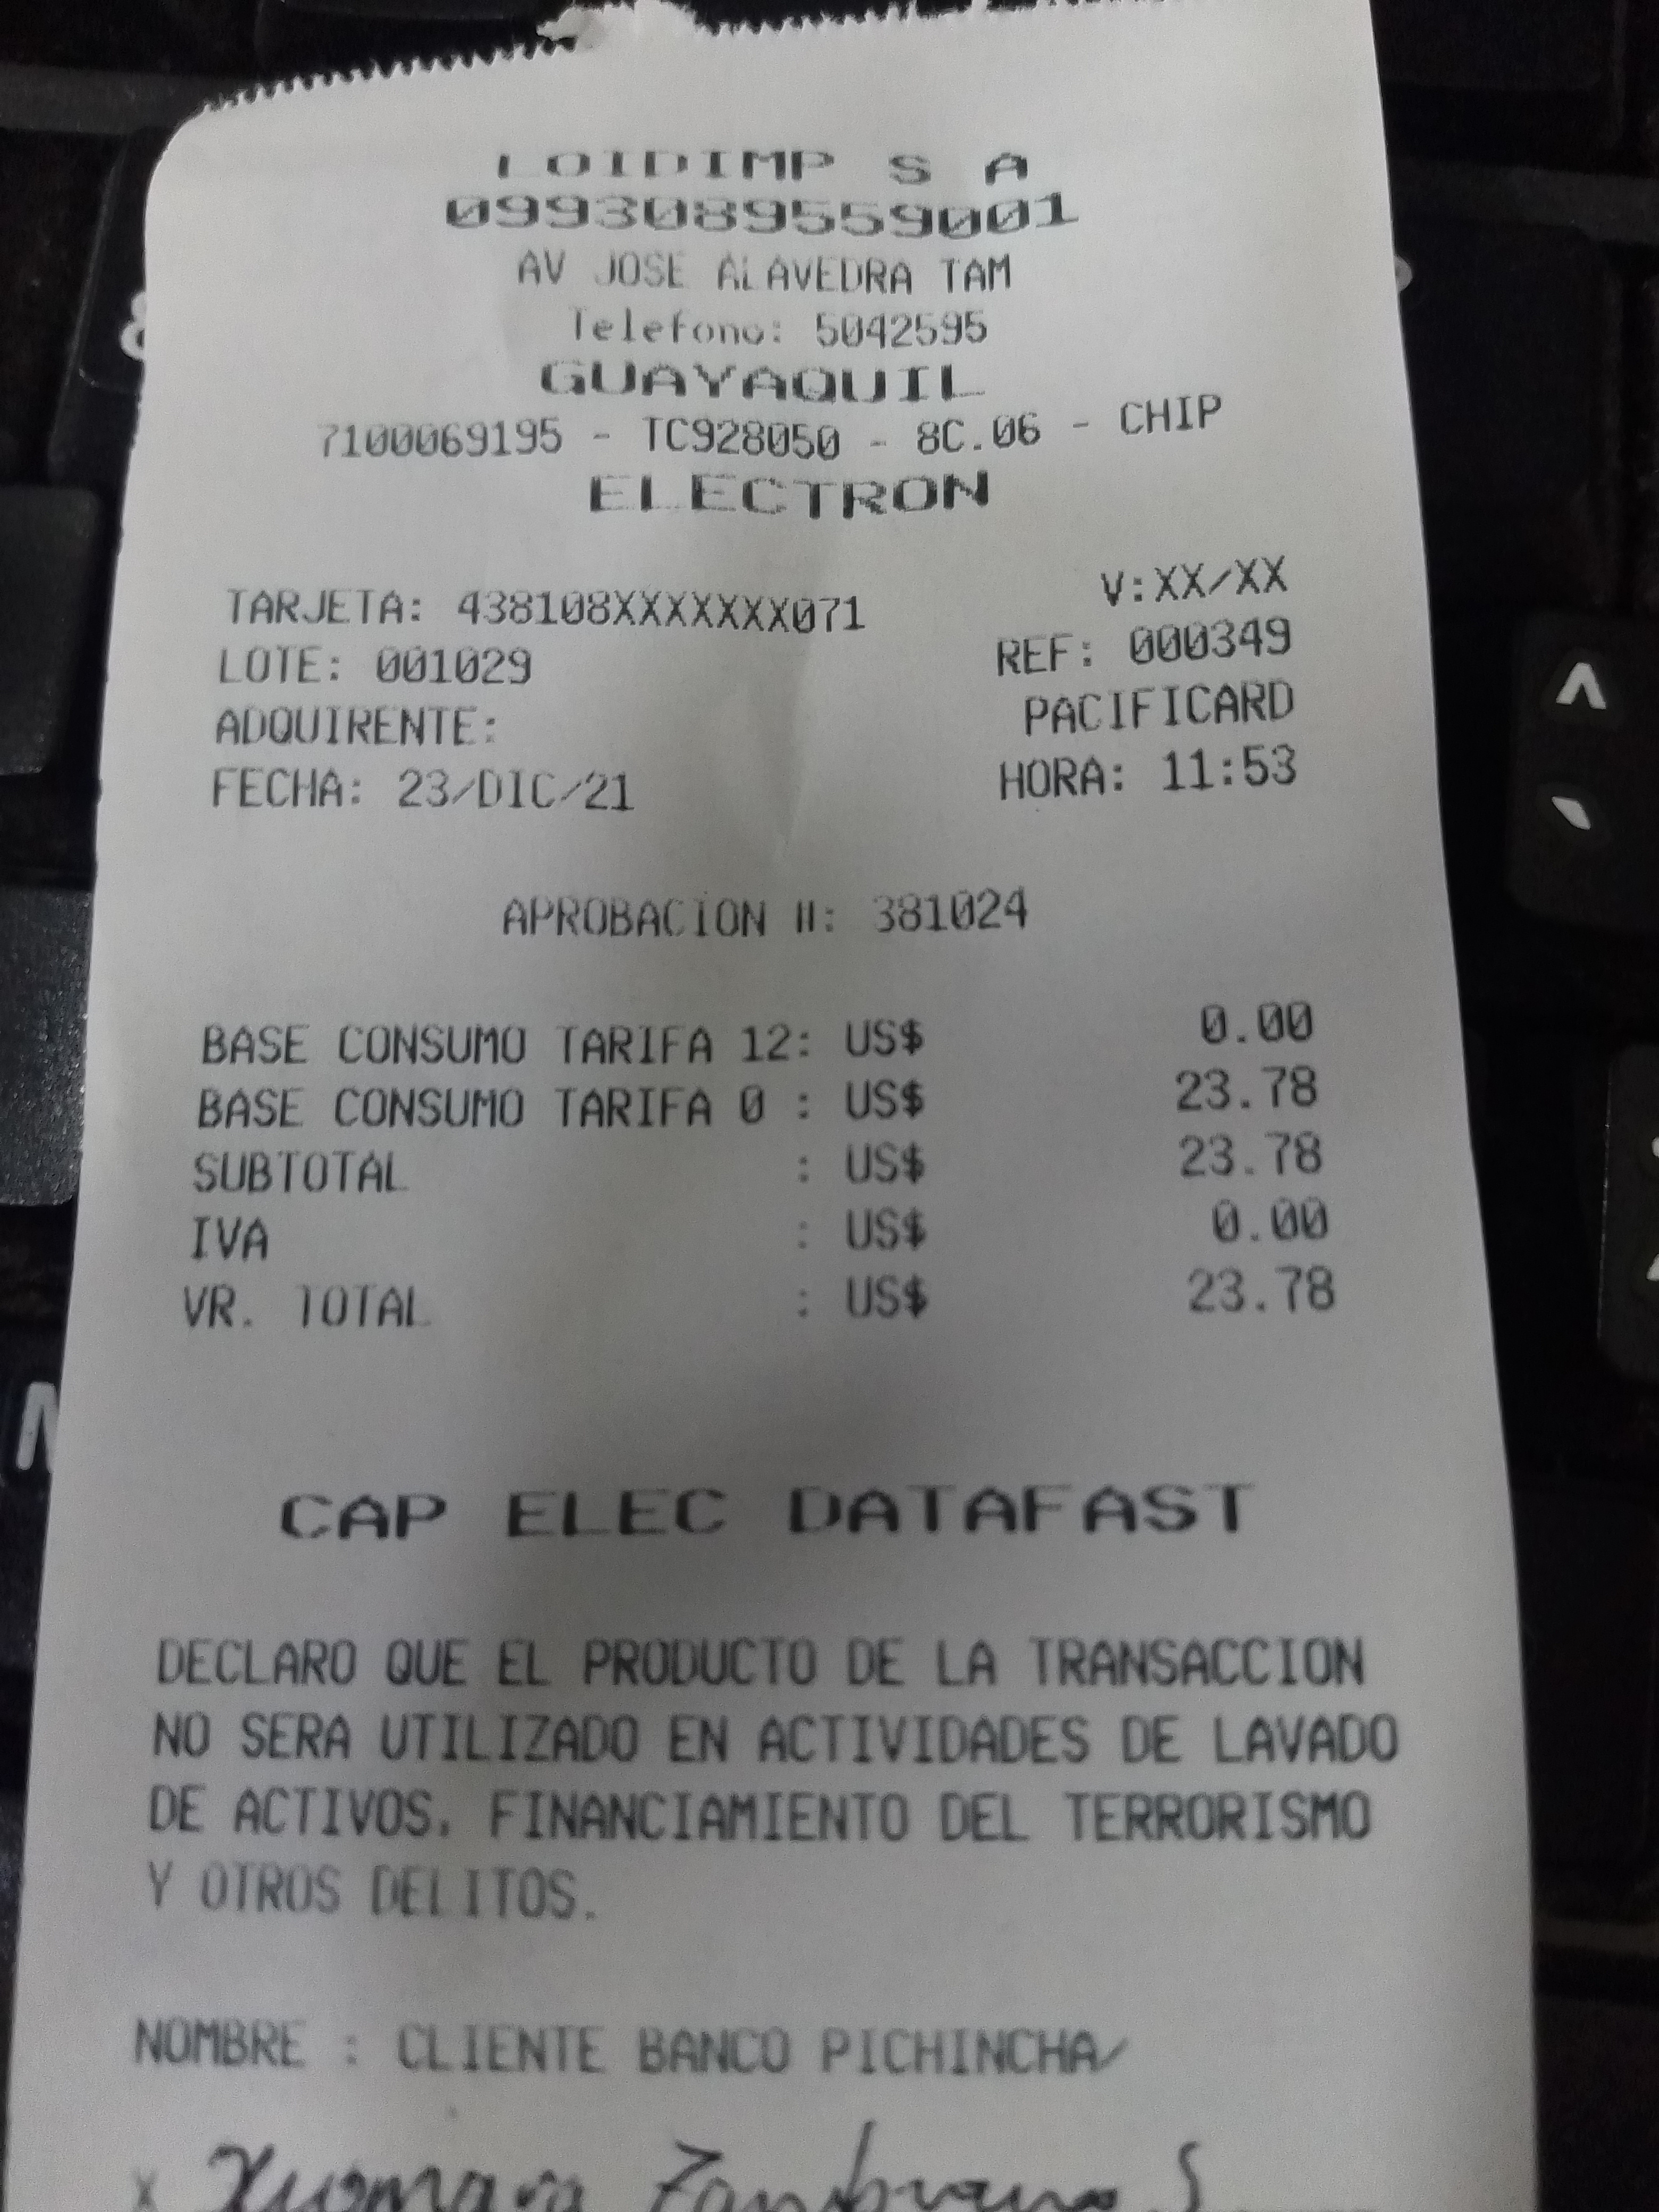 LOIDIMP S A
0993089559001
AV JOSE ALAVEDRA TAM
Telefono: 5042595
GUAYAQUIL
7100069195 - TC928050 - 8C.06 - CHIP
ELECTRON
TARJETA: 438108XXXXXXX071 V:XX/XX
LOTE: 001029 REF: 000349
ADQUIRENTE: PACIFICARD
FECHA: 23/DIC/21 HORA: 11:53
APROBACION #: 381024
BASE CONSUMO TARIFA 12: US$ 0.00
BASE CONSUMO TARIFA 0 : US$ 23.78
SUBTOTAL : US$ 23.78
IVA : US$ 0.00
VR. TOTAL : US$ 23.78
CAP ELEC DATAFAST
DECLARO QUE EL PRODUCTO DE LA TRANSACCION
NO SERA UTILIZADO EN ACTIVIDADES DE LAVADO
DE ACTIVOS, FINANCIAMIENTO DEL TERRORISMO
Y OTROS DELITOS.
NOMBRE : CLIENTE BANCO PICHINCHA/
X Xiomara Zambrano S